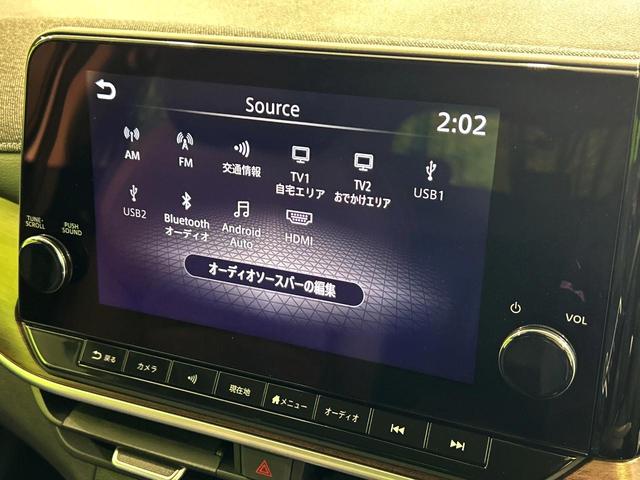 Source
2:02
AM
FM
交通情報
TV1
自宅エリア
TV2
おでかけエリア
USB1
USB2
Bluetooth
オーディオ
Android
Auto
HDMI
オーディオソースバーの編集
TUNE・
SCROLL
PUSH
SOUND
VOL
戻る
カメラ
現在地
メニュー
オーディオ